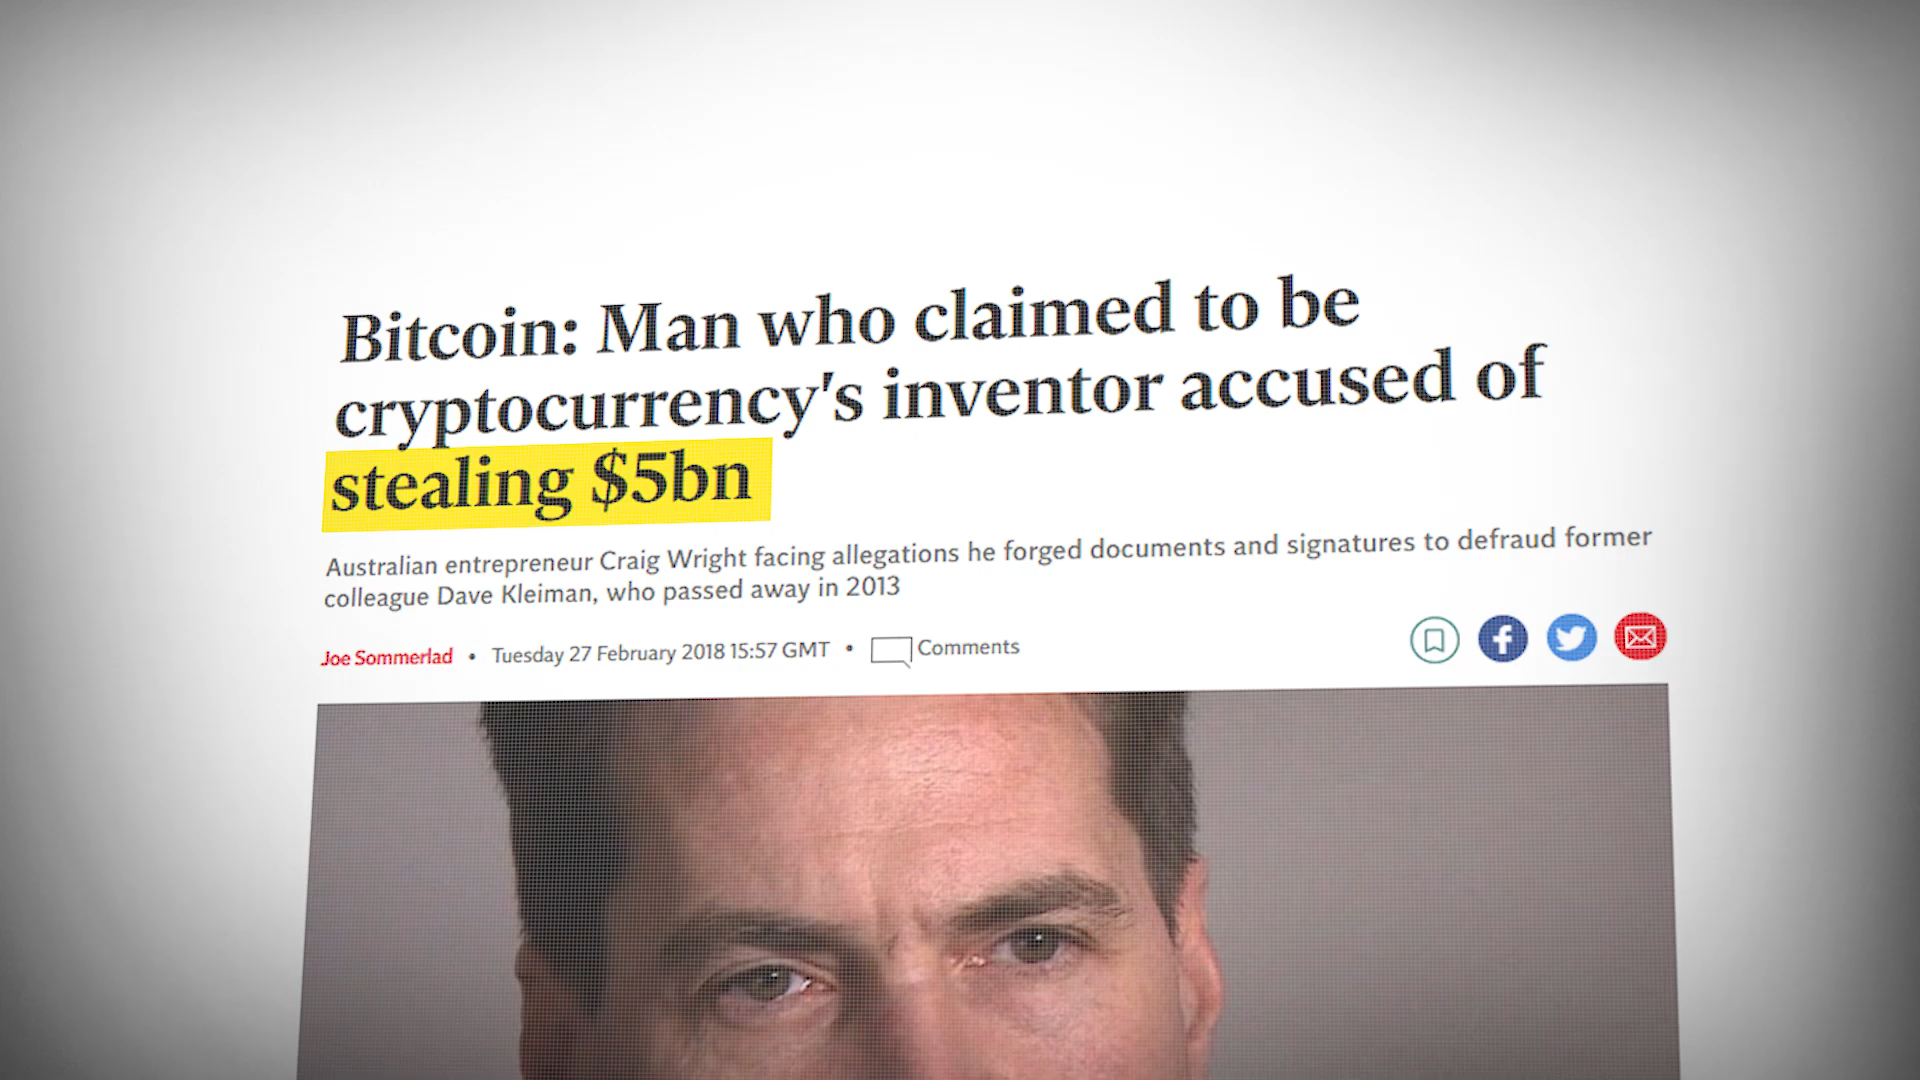 Bitcoin: Man who claimed to be
cryptocurrency's inventor accused of
stealing $5bn
Australian entrepreneur Craig Wright facing allegations he forged documents and signatures to defraud former
colleague Dave Kleiman, who passed away in 2013
Joe Sommerlad • Tuesday 27 February 2018 15:57 GMT • Comments